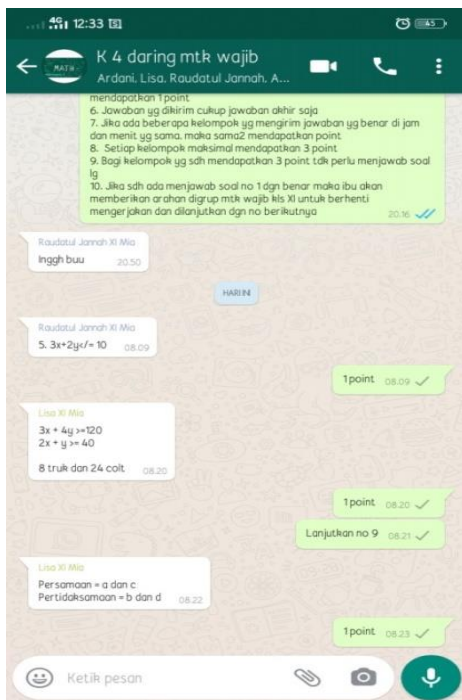 4G 12:33
45
MATH
K 4 daring mtk wajib
Ardani, Lisa, Raudatul Jannah, A...
mendapatkan 1 point
6. Jawaban yg dikirim cukup jawaban akhir saja
7. Jika ada beberapa kelompok yg mengirim jawaban yg benar di jam
dan menit yg sama, maka sama2 mendapatkan point
8. Setiap kelompok maksimal mendapatkan 3 point
9. Bagi kelompok yg sdh mendapatkan 3 point tdk perlu menjawab soal
lg
10. Jika sdh ada menjawab soal no 1 dgn benar maka ibu akan
memberikan arahan digrup mtk wajib kls XI untuk berhenti
mengerjakan dan dilanjutkan dgn no berikutnya 20.16
Raudatul Jannah XI Mia
Inggh buu 20.50
HARI INI
Raudatul Jannah XI Mia
5. 3x+2y</= 10 08.09
1 point 08.09
Lisa XI Mia
3x + 4y >=120
2x + y >= 40
8 truk dan 24 colt 08.20
1 point 08.20
Lanjutkan no 9 08.21
Lisa XI Mia
Persamaan = a dan c
Pertidaksamaan = b dan d 08.22
1 point 08.23
Ketik pesan